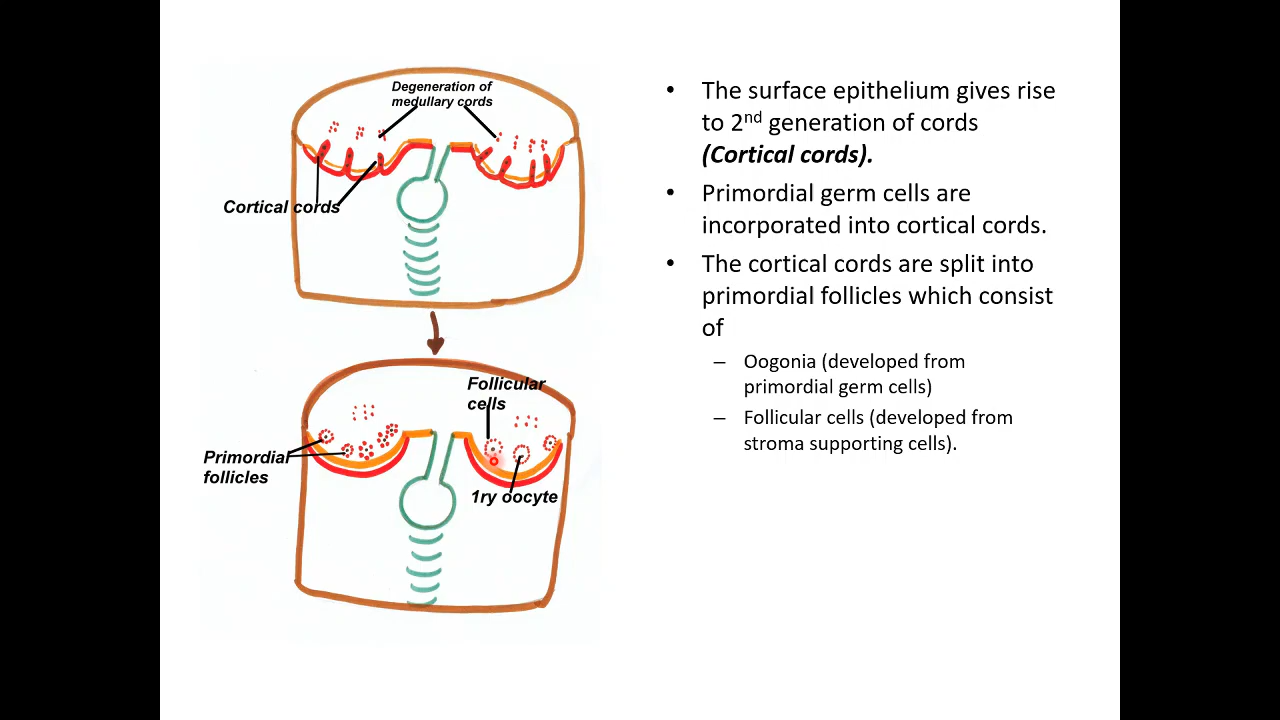 Degeneration of
medullary cords
Cortical cords
Follicular
cells
Primordial
follicles
1ry oocyte
• The surface epithelium gives rise
to 2nd generation of cords
(Cortical cords).
• Primordial germ cells are
incorporated into cortical cords.
• The cortical cords are split into
primordial follicles which consist
of
– Oogonia (developed from
primordial germ cells)
– Follicular cells (developed from
stroma supporting cells).